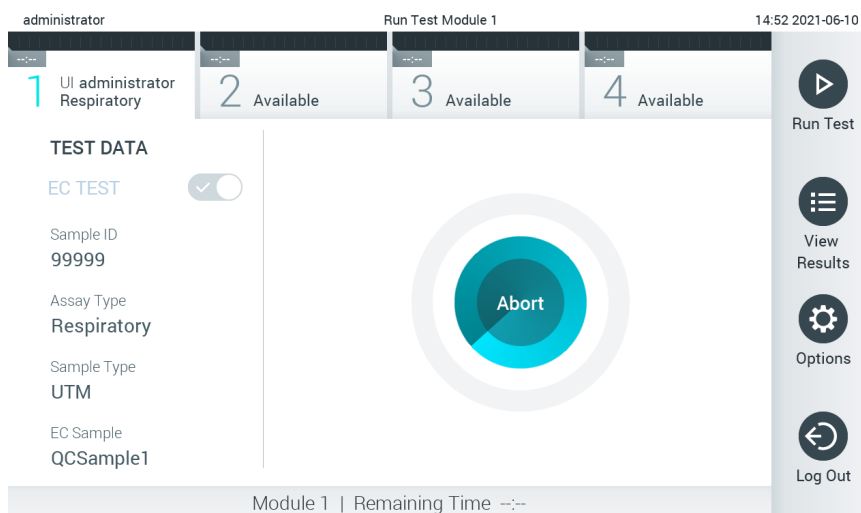 administrator
Run Test Module 1
14:52 2021-06-10
--:--
--:--
--:--
--:--
1
UI administrator
Respiratory
2 Available
3 Available
4 Available
Run Test
TEST DATA
EC TEST
Sample ID
99999
Assay Type
Respiratory
Sample Type
UTM
EC Sample
QCSample1
Abort
View
Results
Options
Log Out
Module 1 | Remaining Time --:--